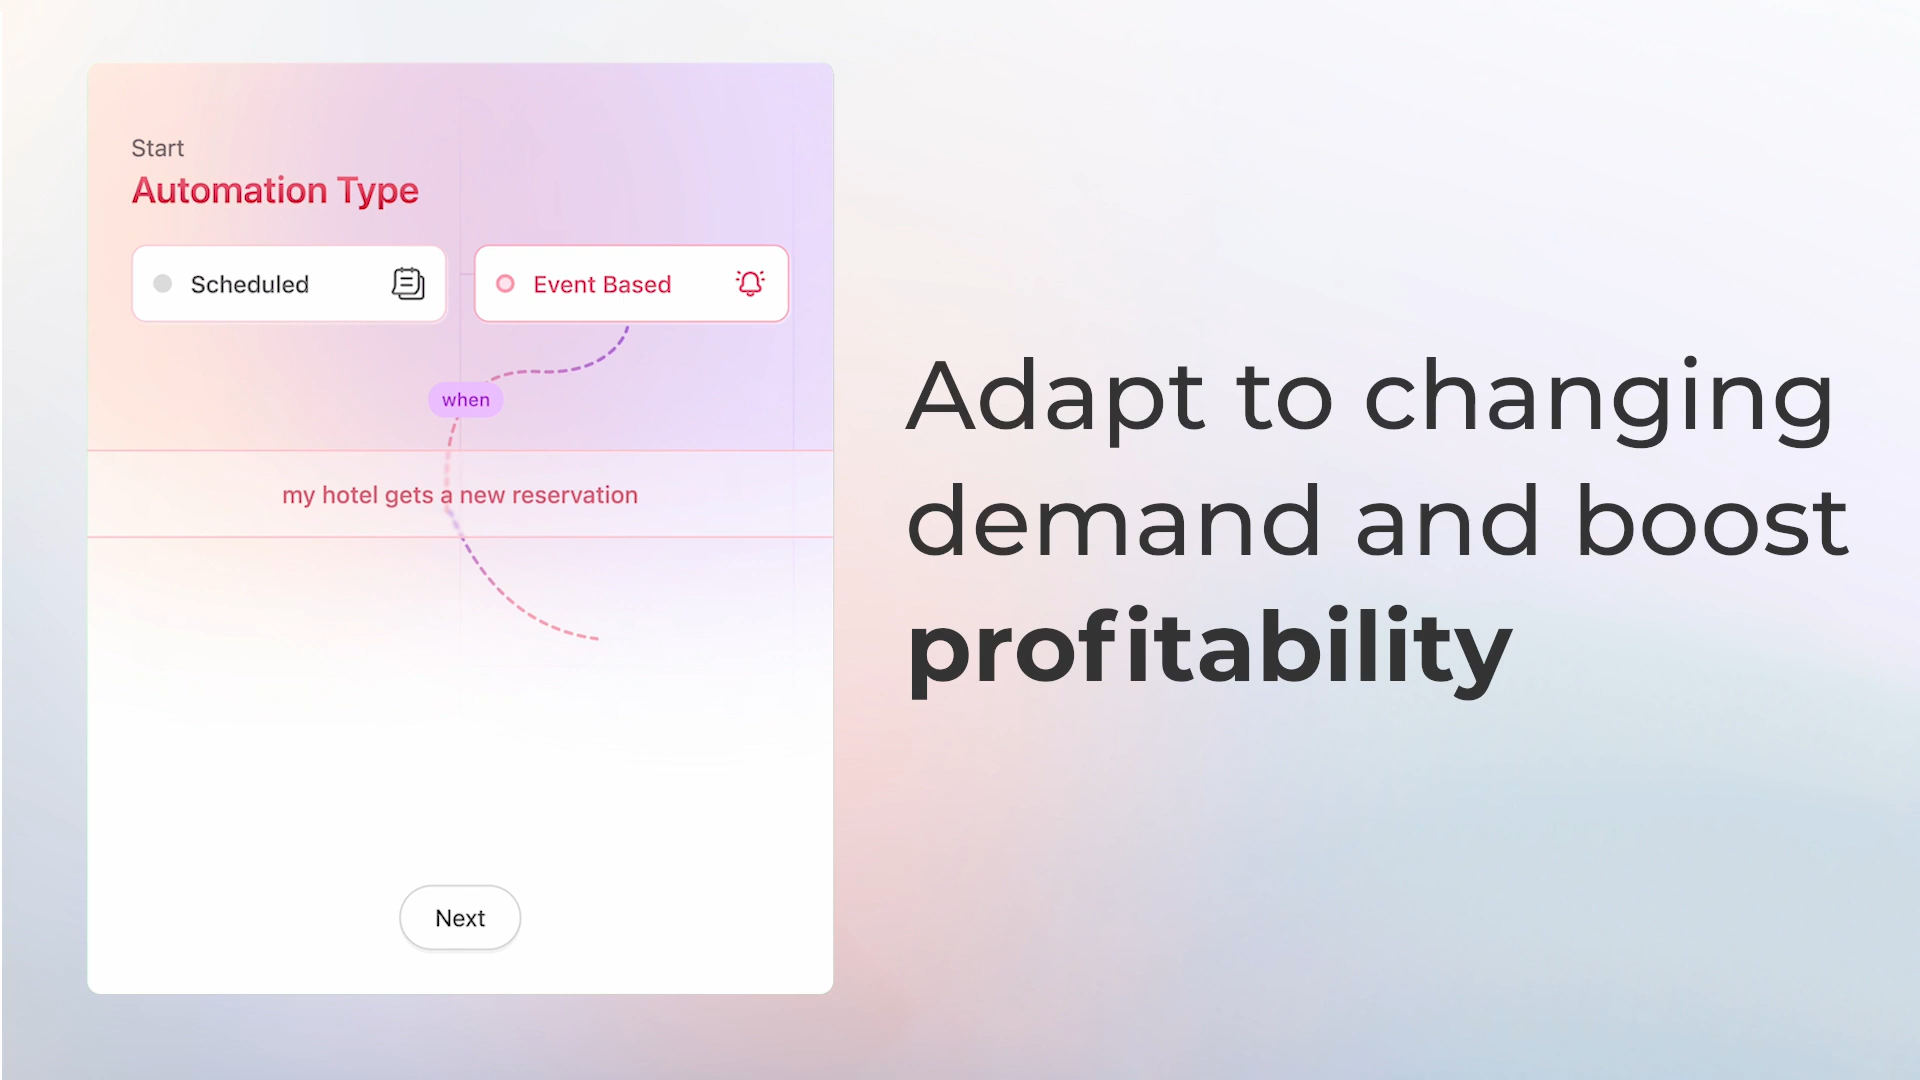 Start
Automation Type
Scheduled
Event Based
when
my hotel gets a new reservation
Next
Adapt to changing
demand and boost
profitability